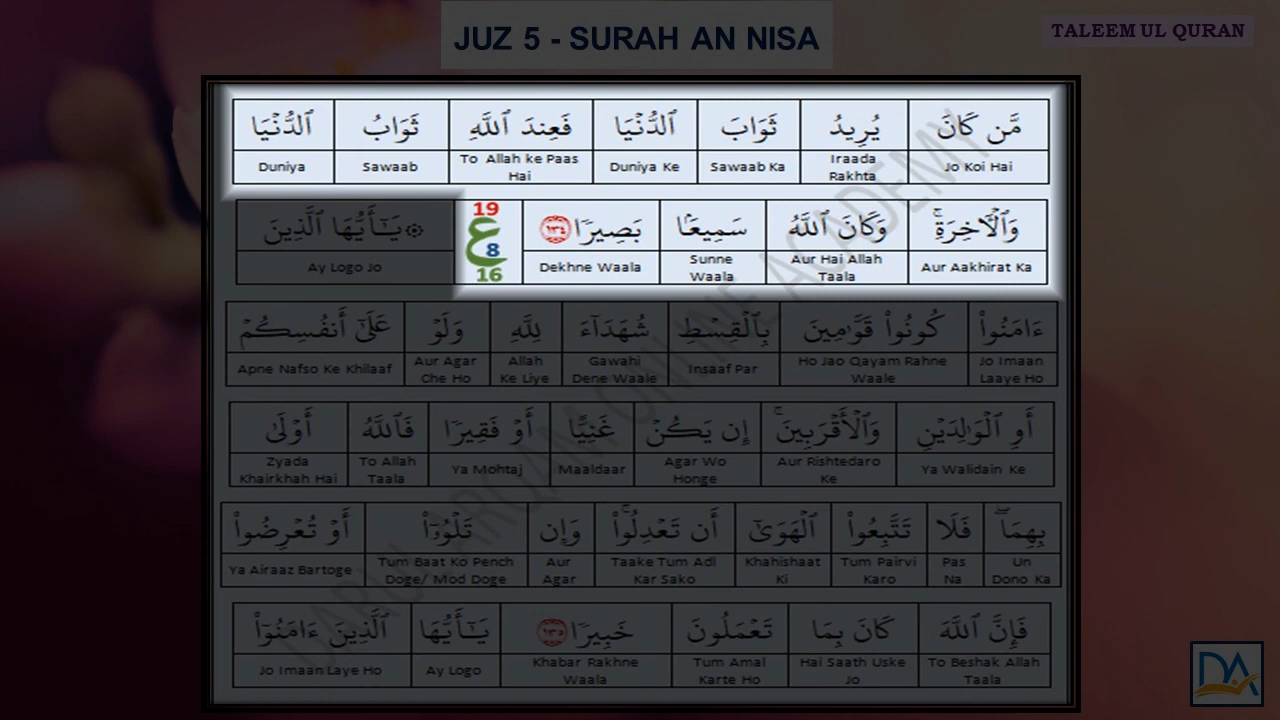 JUZ 5 - SURAH AN NISA
TALEEM UL QURAN
مَّن كَانَ يُرِيدُ ثَوَابَ ٱلدُّنْيَا فَعِندَ ٱللَّهِ ثَوَابُ ٱلدُّنْيَا
Duniya Sawaab To Allah ke Paas Hai Duniya Ke Sawaab Ka Iraada Rakhta Jo Koi Hai
وَٱلْـَٔاخِرَةِ ۚ وَكَانَ ٱللَّهُ سَمِيعَۢا بَصِيرًا ١٣٤ ع ۞ يَـٰٓأَيُّهَا ٱلَّذِينَ
19
8
16
Ay Logo Jo Dekhne Waala Sunne Waala Aur Hai Allah Taala Aur Aakhirat Ka
ءَامَنُوا۟ كُونُوا۟ قَوَّٰمِينَ بِٱلْقِسْطِ شُهَدَآءَ لِلَّهِ وَلَوْ عَلَىٰٓ أَنفُسِكُمْ
Apne Nafso Ke Khilaaf Aur Agar Che Ho Allah Ke Liye Gawahi Dene Waale Insaaf Par Ho Jao Qayam Rahne Waale Jo Imaan Laaye Ho
أَوِ ٱلْوَٰلِدَيْنِ وَٱلْأَقْرَبِينَ ۚ إِن يَكُنْ غَنِيًّا أَوْ فَقِيرًا فَٱللَّهُ أَوْلَىٰ
Zyada Khairkhah Hai To Allah Taala Ya Mohtaj Maaldaar Agar Wo Honge Aur Rishtedaro Ke Ya Walidain Ke
بِهِمَا ۖ فَلَا تَتَّبِعُوا۟ ٱلْهَوَىٰٓ أَن تَعْدِلُوا۟ ۚ وَإِن تَلْوُۥٓا۟ أَوْ تُعْرِضُوا۟
Ya Airaaz Bartoge Tum Baat Ko Pench Doge/ Mod Doge Aur Agar Taake Tum Adl Kar Sako Khahishaat Ki Tum Pairvi Karo Pas Na Un Dono Ka
فَإِنَّ ٱللَّهَ كَانَ بِمَا تَعْمَلُونَ خَبِيرًا ١٣٥ يَـٰٓأَيُّهَا ٱلَّذِينَ ءَامَنُوٓا۟
Jo Imaan Laye Ho Ay Logo Khabar Rakhne Waala Tum Amal Karte Ho Hai Saath Uske Jo To Beshak Allah Taala
DA